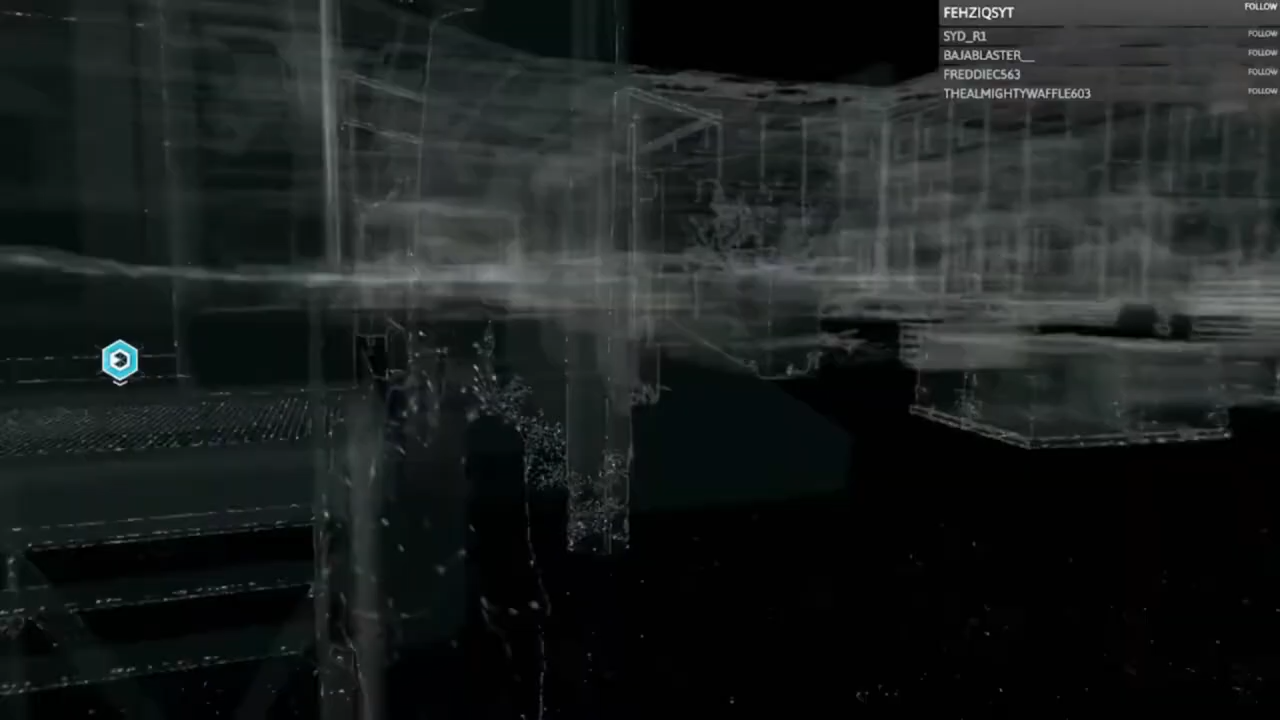 FEHZIQSYT FOLLOW
SYD_R1 FOLLOW
BAJABLASTER__ FOLLOW
FREDDIEC563 FOLLOW
THEALMIGHTYWAFFLE603 FOLLOW